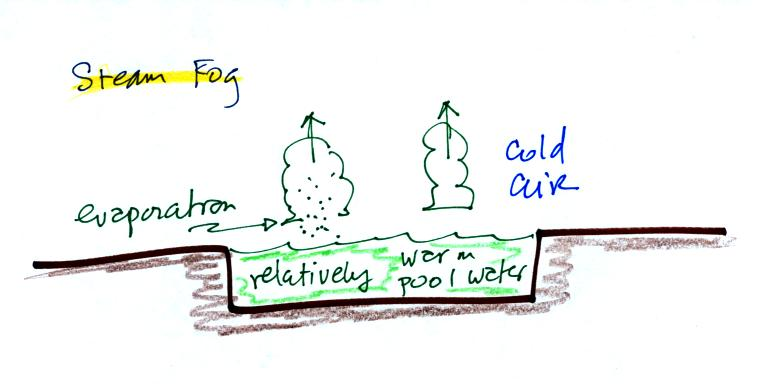 Steam Fog
cold
air
evaporation
relatively warm
pool water